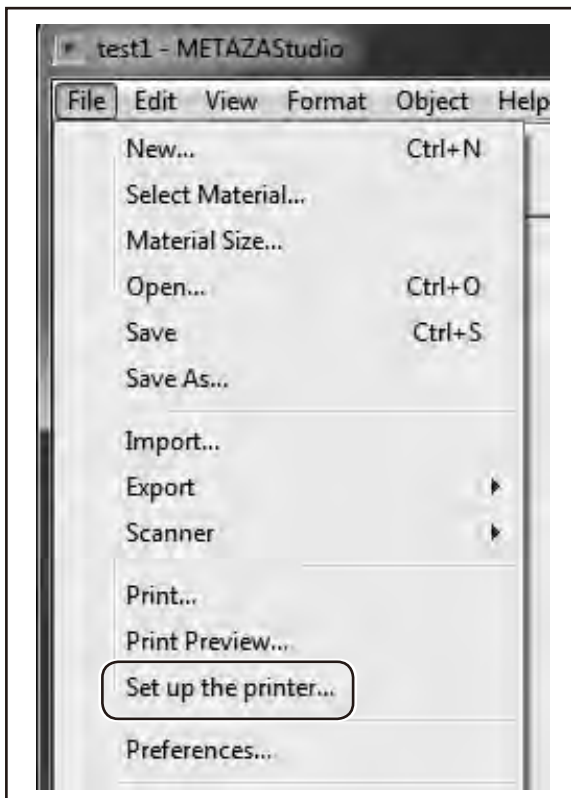 test1 - METAZAStudio
File Edit View Format Object Help
New... Ctrl+N
Select Material...
Material Size...
Open... Ctrl+O
Save Ctrl+S
Save As...
Import...
Export
Scanner
Print...
Print Preview...
Set up the printer...
Preferences...